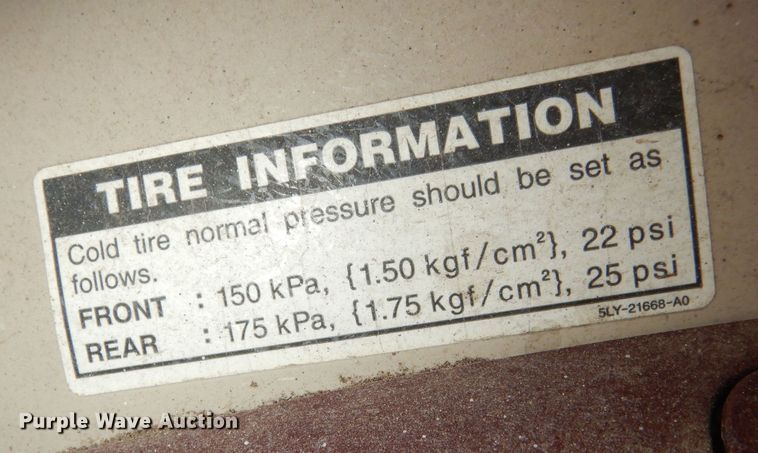 TIRE INFORMATION
Cold tire normal pressure should be set as
follows.
FRONT : 150 kPa, {1.50 kgf/cm²}, 22 psi
REAR : 175 kPa, {1.75 kgf/cm²}, 25 psi
5LY-21668-A0
Purple Wave Auction